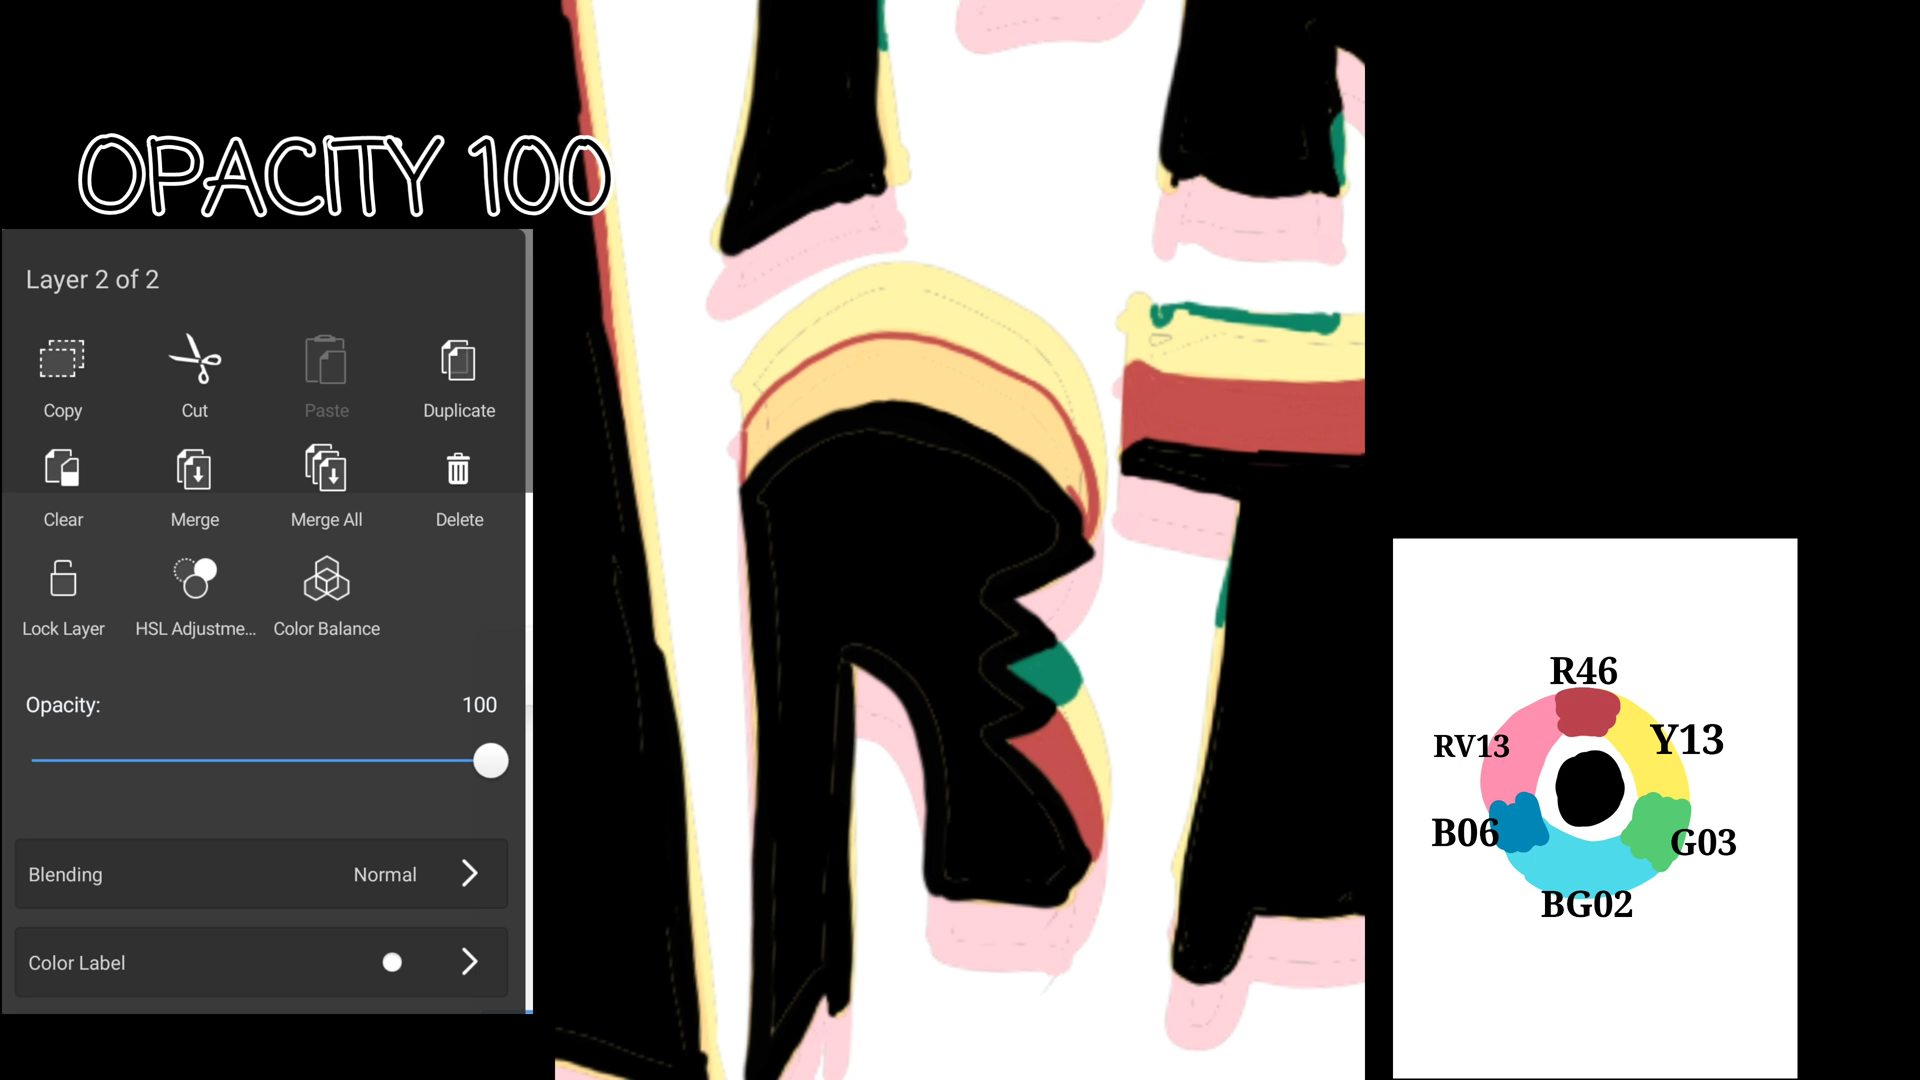 OPACITY 100
Layer 2 of 2
Copy Cut Paste Duplicate
Clear Merge Merge All Delete
Lock Layer HSL Adjustme... Color Balance
Opacity: 100
Blending Normal
Color Label
R46
RV13 Y13
B06 G03
BG02